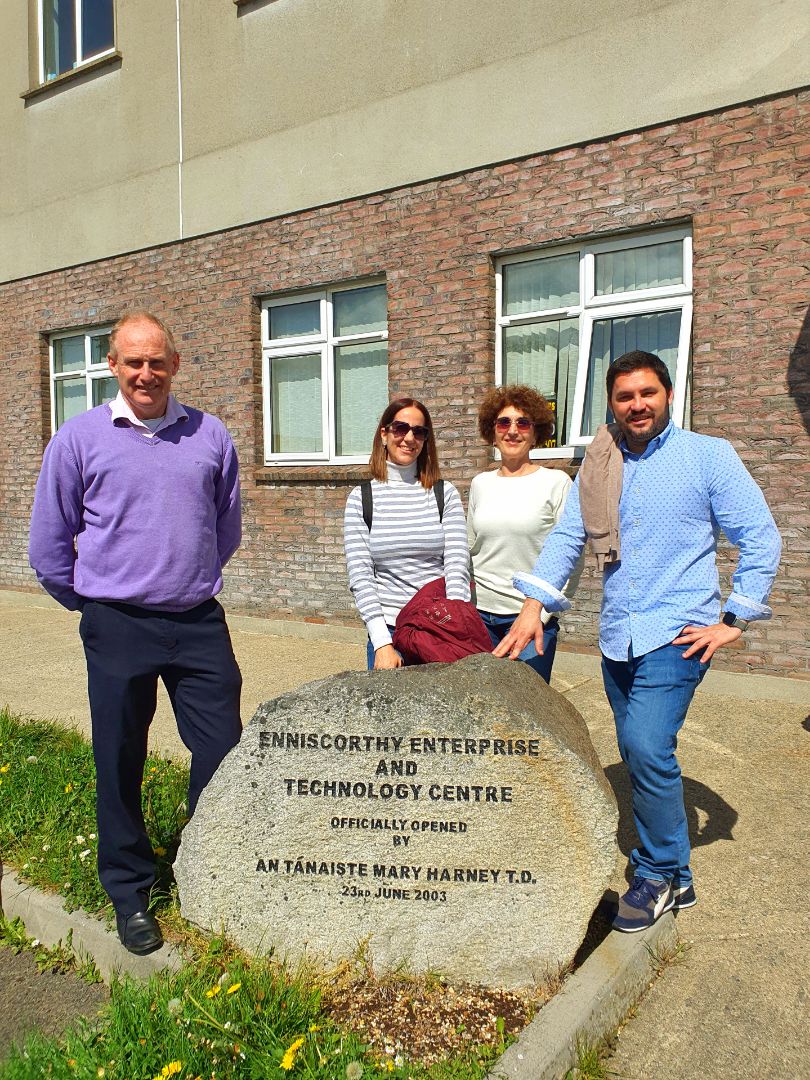 ENNISCORTHY ENTERPRISE
AND
TECHNOLOGY CENTRE
OFFICIALLY OPENED
BY
AN TÁNAISTE MARY HARNEY T.D.
23RD JUNE 2003